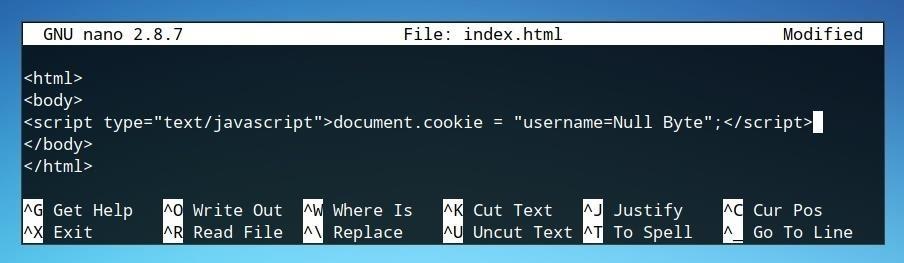 GNU nano 2.8.7 File: index.html Modified
<html>
<body>
<script type="text/javascript">document.cookie = "username=Null Byte";</script>
</body>
</html>
^G Get Help ^O Write Out ^W Where Is ^K Cut Text ^J Justify ^C Cur Pos
^X Exit ^R Read File ^\ Replace ^U Uncut Text ^T To Spell ^_ Go To Line